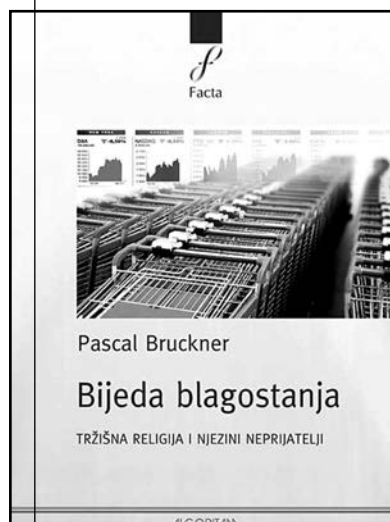 Facta
Pascal Bruckner
Bijeda blagostanja
TRŽIŠNA RELIGIJA I NJEZINI NEPRIJATELJI